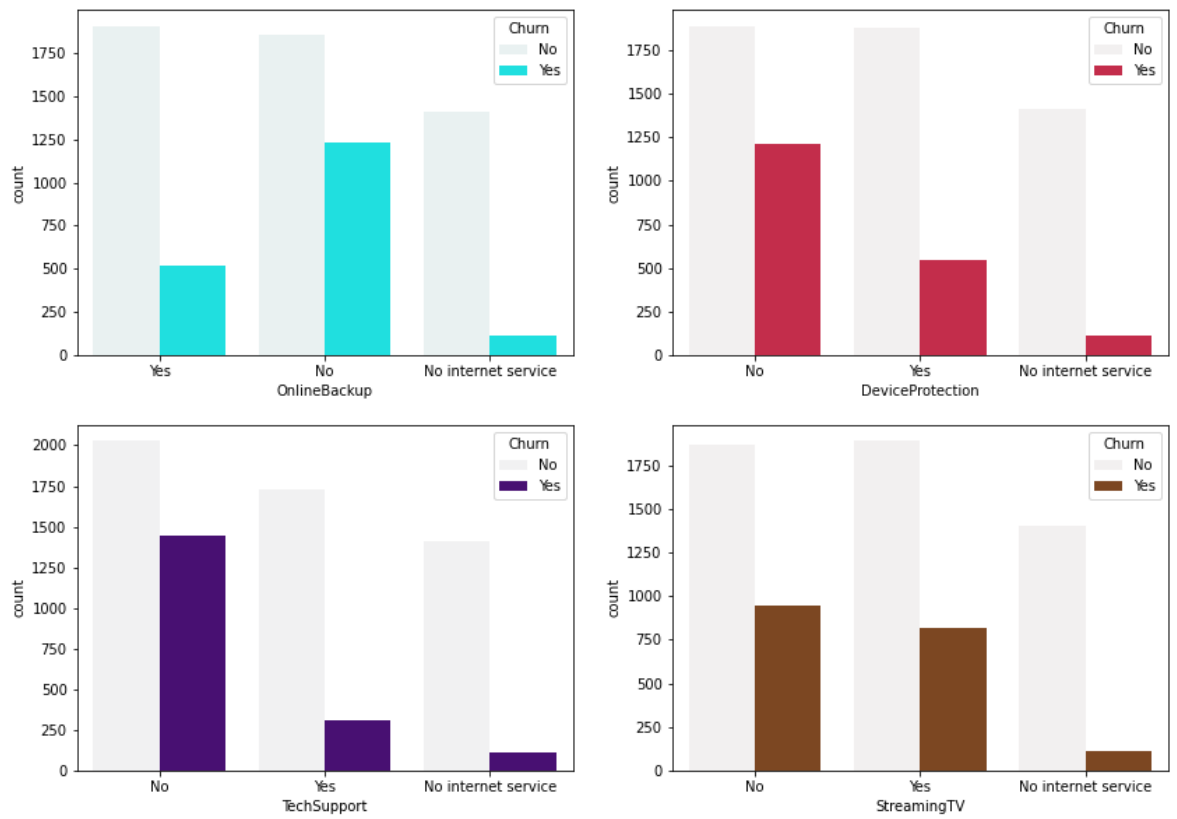 Churn
No
Yes
1750
1500
1250
1000
750
500
250
0
count
Yes No No internet service
OnlineBackup
Churn
No
Yes
1750
1500
1250
1000
750
500
250
0
count
No Yes No internet service
DeviceProtection
Churn
No
Yes
2000
1750
1500
1250
1000
750
500
250
0
count
No Yes No internet service
TechSupport
Churn
No
Yes
1750
1500
1250
1000
750
500
250
0
count
No Yes No internet service
StreamingTV